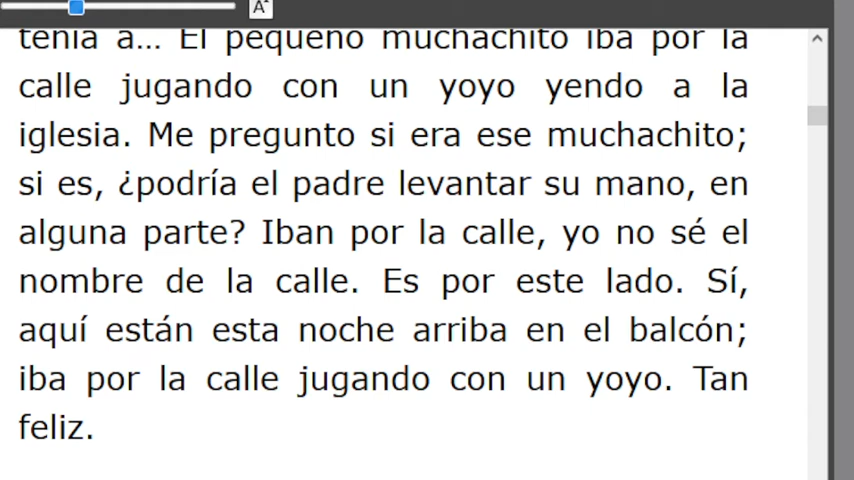 A
tenía a... El pequeño muchachito iba por la
calle jugando con un yoyo yendo a la
iglesia. Me pregunto si era ese muchachito;
si es, ¿podría el padre levantar su mano, en
alguna parte? Iban por la calle, yo no sé el
nombre de la calle. Es por este lado. Sí,
aquí están esta noche arriba en el balcón;
iba por la calle jugando con un yoyo. Tan
feliz.